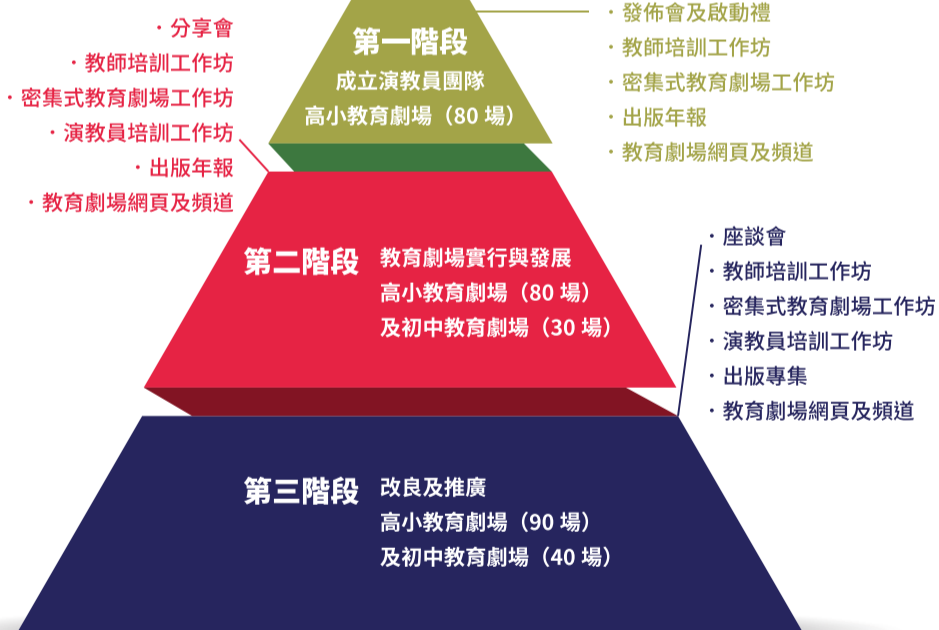 第一階段
成立演教員團隊
高小教育劇場（80 場）
· 發佈會及啟動禮
· 教師培訓工作坊
· 密集式教育劇場工作坊
· 出版年報
· 教育劇場網頁及頻道
· 分享會
· 教師培訓工作坊
· 密集式教育劇場工作坊
· 演教員培訓工作坊
· 出版年報
· 教育劇場網頁及頻道
第二階段
教育劇場實行與發展
高小教育劇場（80 場）
及初中教育劇場（30 場）
· 座談會
· 教師培訓工作坊
· 密集式教育劇場工作坊
· 演教員培訓工作坊
· 出版專集
· 教育劇場網頁及頻道
第三階段
改良及推廣
高小教育劇場（90 場）
及初中教育劇場（40 場）